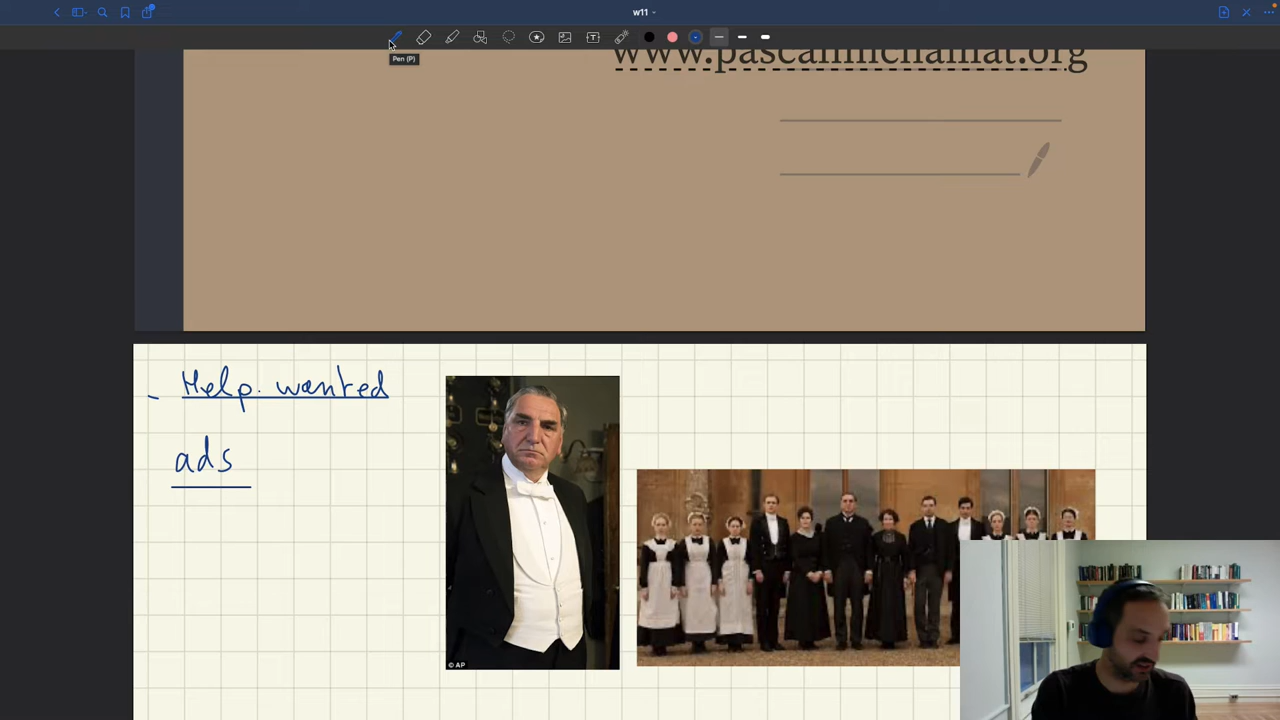 w11
Pen (P)
www.pascalmichaillat.org
- Help-wanted
ads
© AP